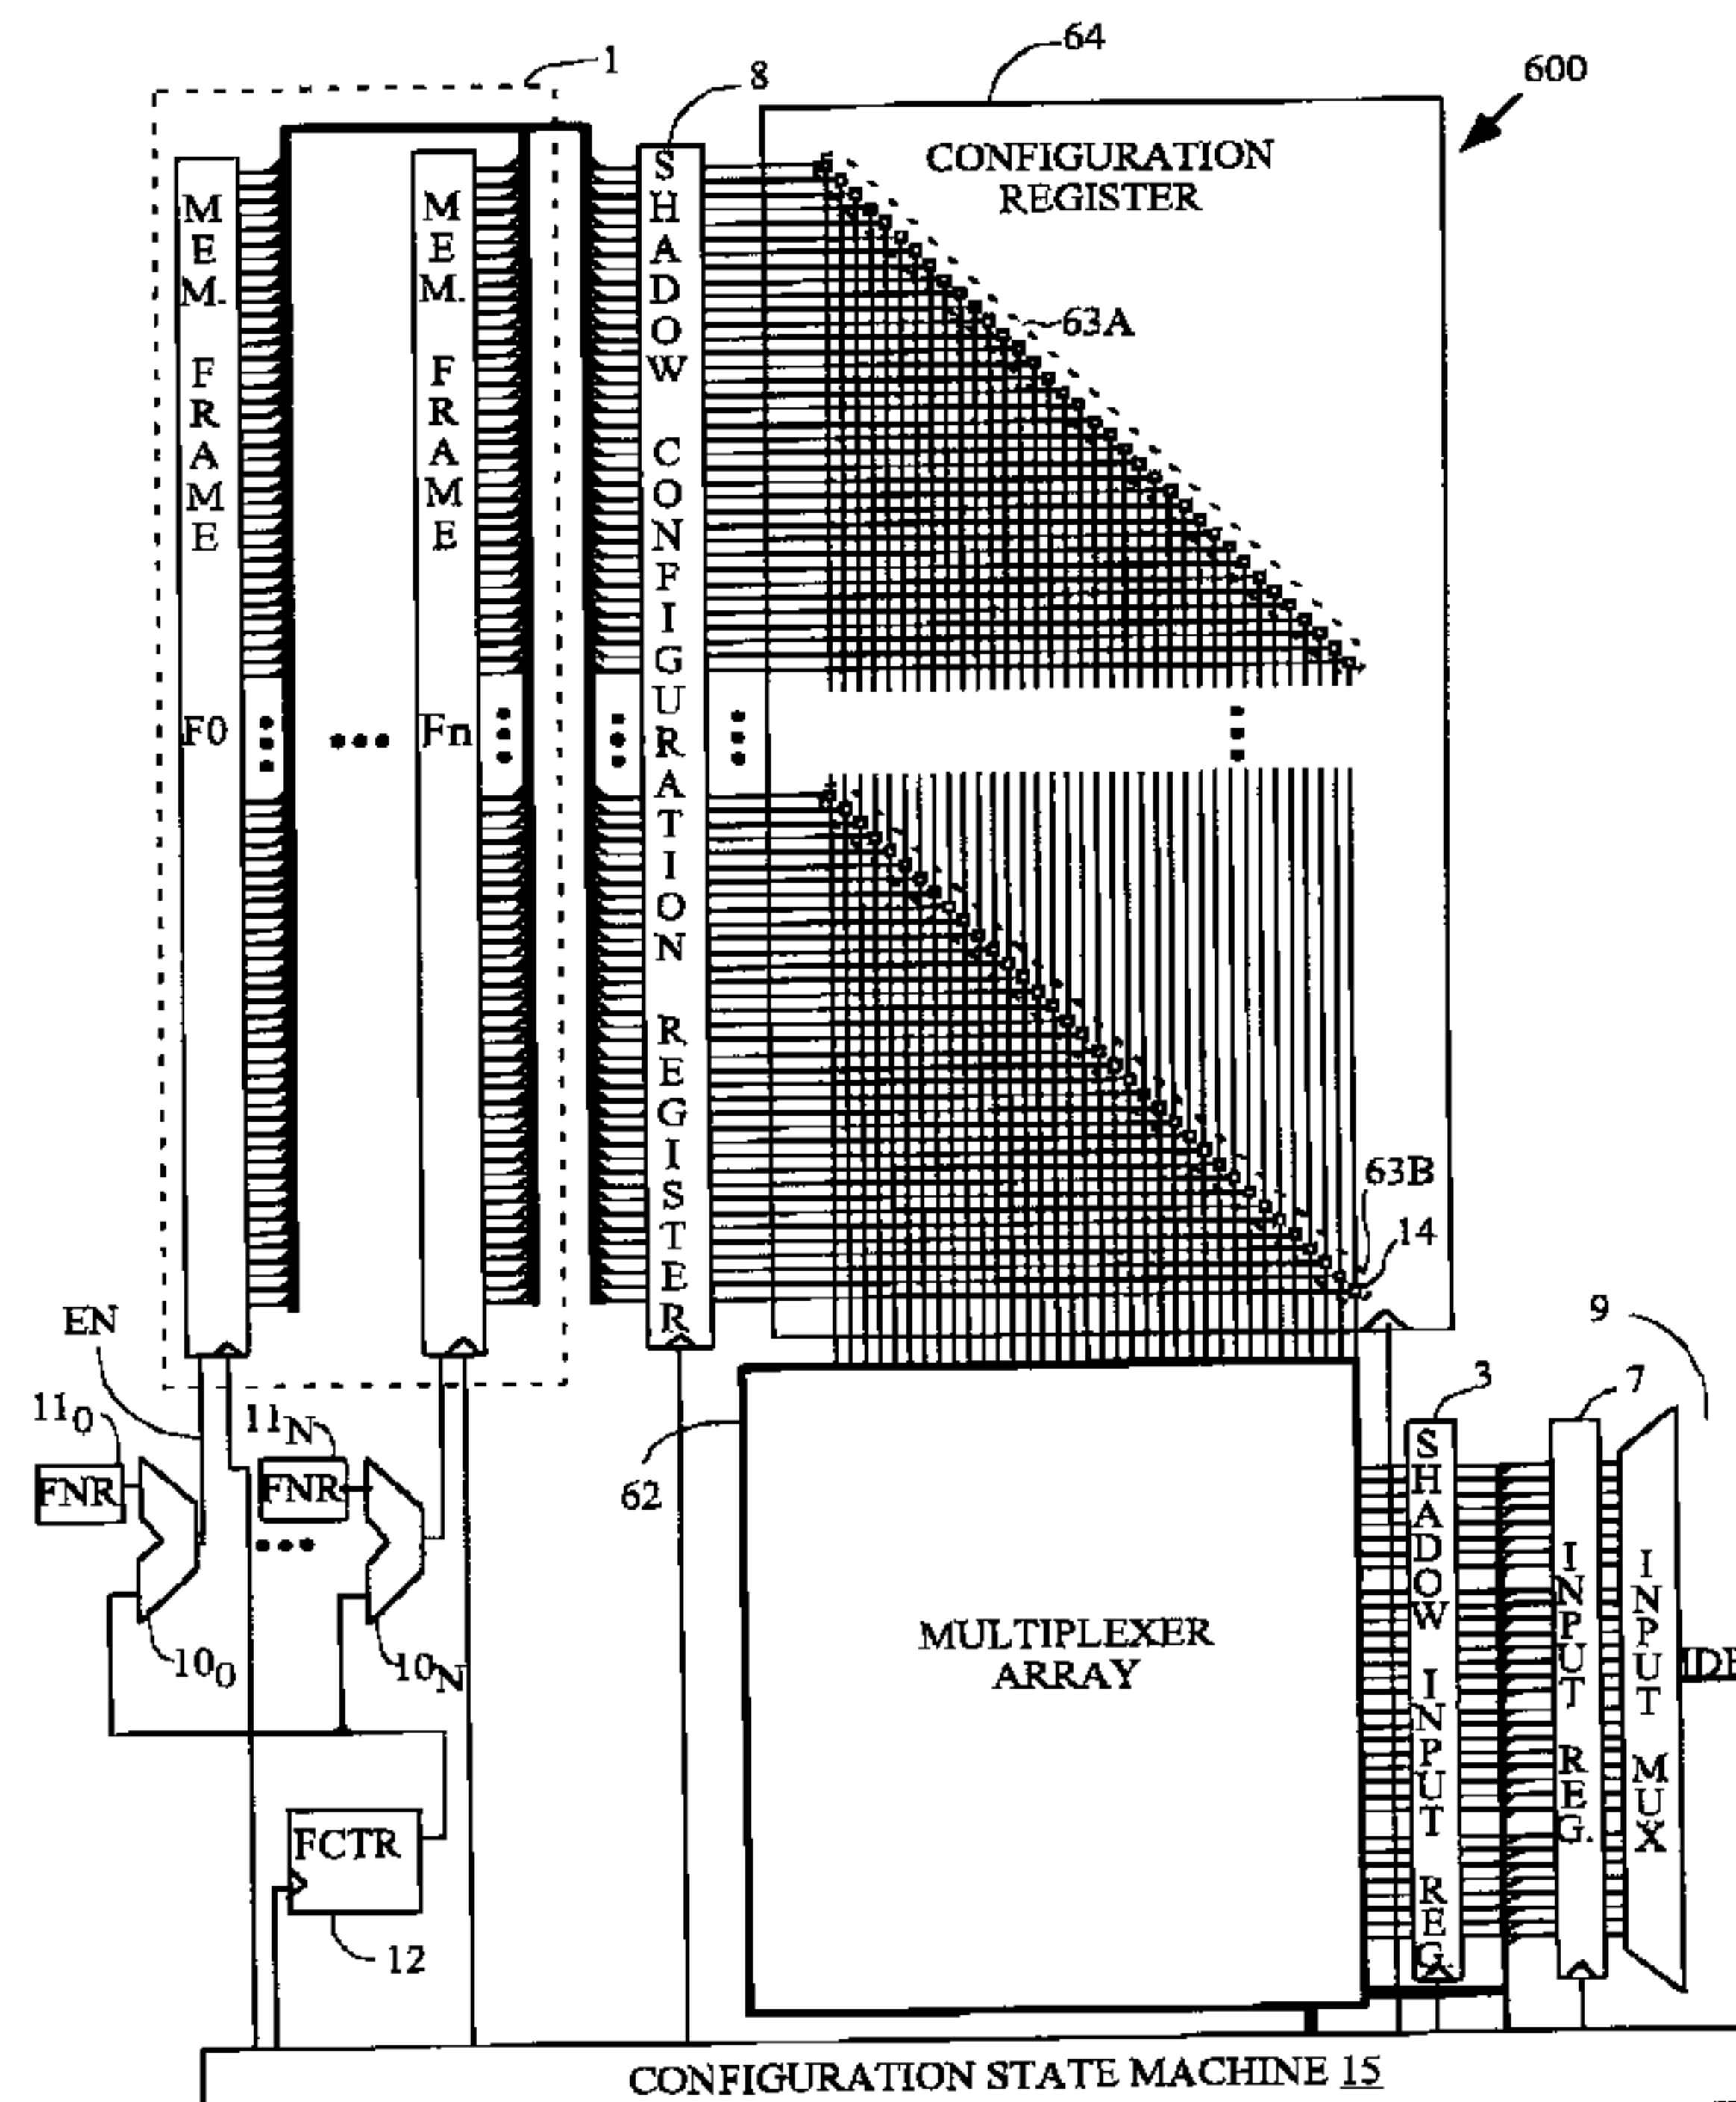 1
8
64
600
CONFIGURATION
REGISTER
MEM. FRAME
F0
MEM. FRAME
Fn
SHADOW CONFIGURATION REGISTER
63A
63B
14
EN
9
3
7
110
11N
FNR
FNR
62
SHADOW INPUT REG.
INPUT REG.
INPUT MUX
MULTIPLEXER
ARRAY
100
10N
FCTR
12
CONFIGURATION STATE MACHINE 15